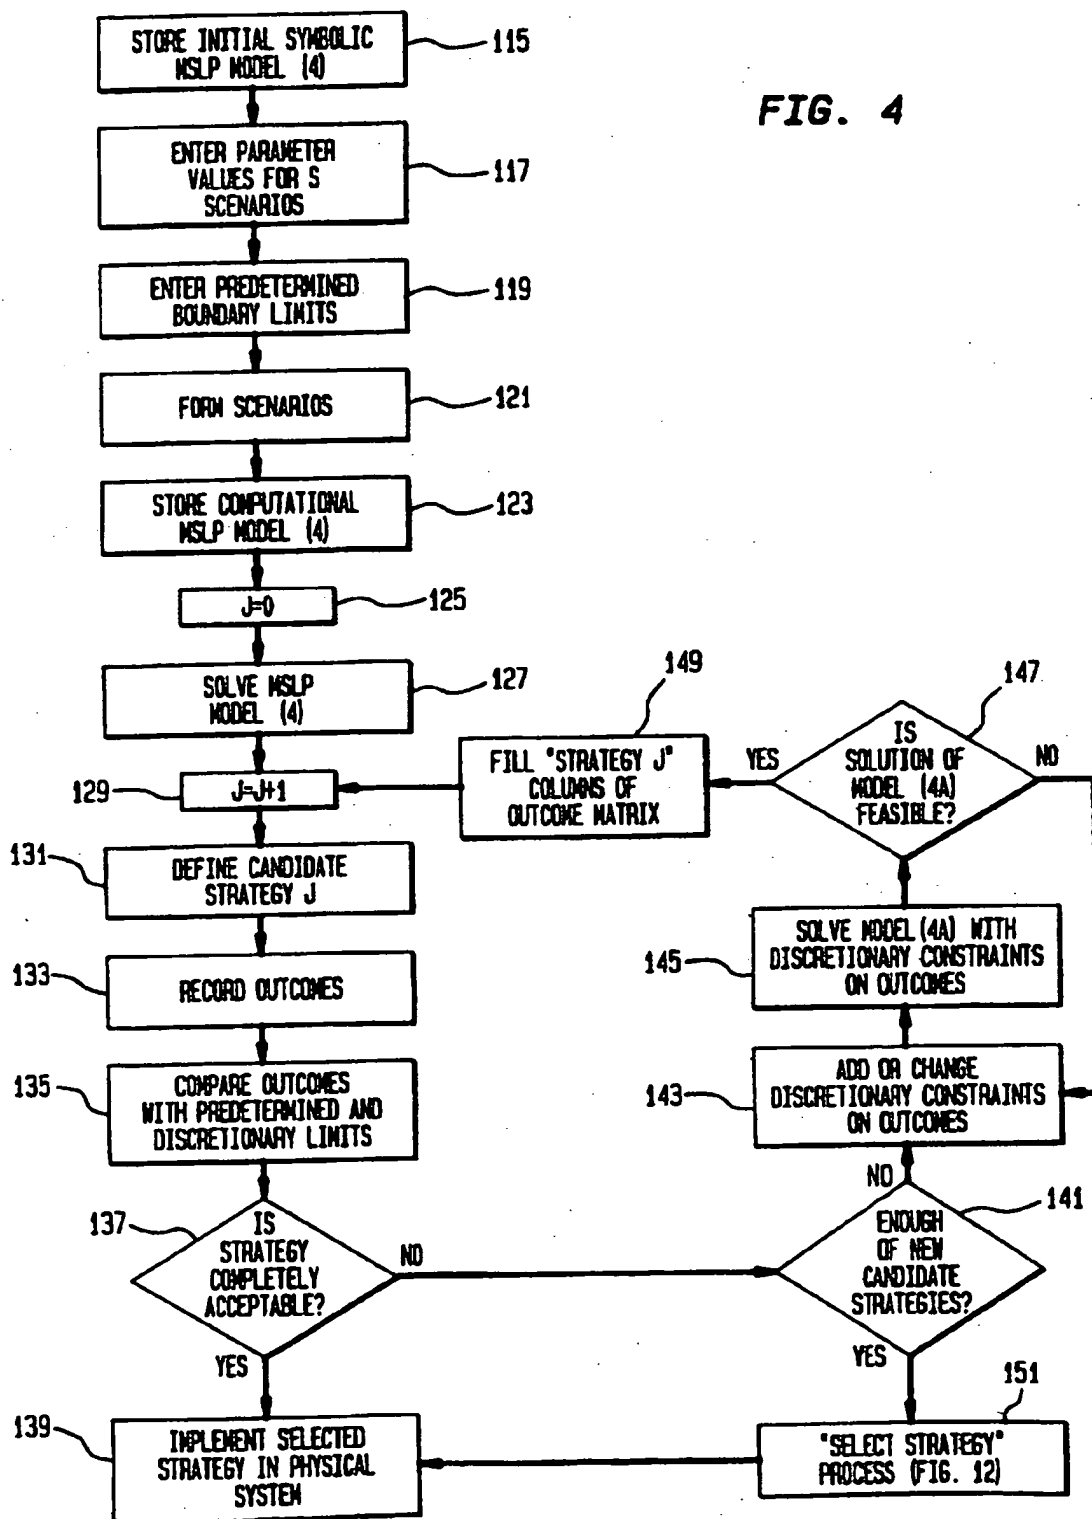 FIG. 4
STORE INITIAL SYMBOLIC
MSLP MODEL (4)
115
ENTER PARAMETER
VALUES FOR S
SCENARIOS
117
ENTER PREDETERMINED
BOUNDARY LIMITS
119
FORM SCENARIOS
121
STORE COMPUTATIONAL
MSLP MODEL (4)
123
J=0
125
SOLVE MSLP
MODEL (4)
127
J=J+1
129
DEFINE CANDIDATE
STRATEGY J
131
RECORD OUTCOMES
133
COMPARE OUTCOMES
WITH PREDETERMINED AND
DISCRETIONARY LIMITS
135
IS
STRATEGY
COMPLETELY
ACCEPTABLE?
137
NO
YES
IMPLEMENT SELECTED
STRATEGY IN PHYSICAL
SYSTEM
139
149
FILL "STRATEGY J"
COLUMNS OF
OUTCOME MATRIX
YES
IS
SOLUTION OF
MODEL (4A)
FEASIBLE?
147
NO
SOLVE MODEL (4A) WITH
DISCRETIONARY CONSTRAINTS
ON OUTCOMES
145
ADD OR CHANGE
DISCRETIONARY CONSTRAINTS
ON OUTCOMES
143
NO
ENOUGH
OF NEW
CANDIDATE
STRATEGIES?
141
YES
151
"SELECT STRATEGY"
PROCESS (FIG. 12)